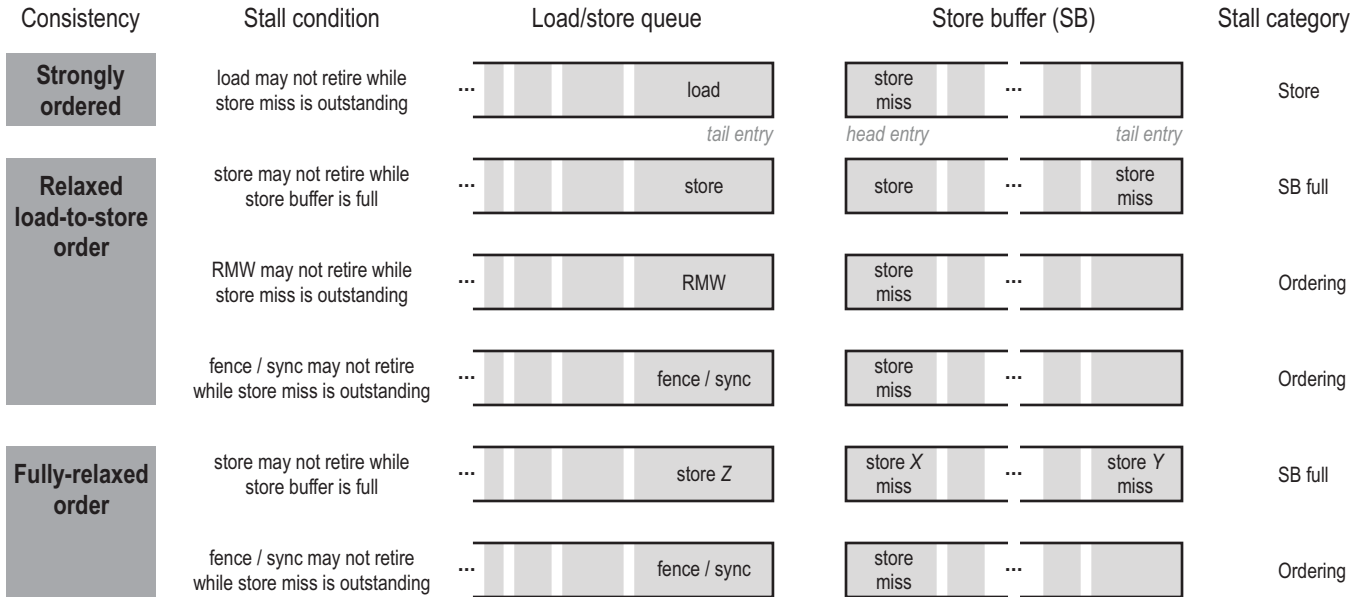 Consistency Stall condition Load/store queue Store buffer (SB) Stall category
Strongly
ordered
load may not retire while
store miss is outstanding
... load
store
miss
...
Store
tail entry head entry tail entry
Relaxed
load-to-store
order
store may not retire while
store buffer is full
... store
store ... store
miss
SB full
RMW may not retire while
store miss is outstanding
... RMW
store
miss
...
Ordering
fence / sync may not retire
while store miss is outstanding
... fence / sync
store
miss
...
Ordering
Fully-relaxed
order
store may not retire while
store buffer is full
... store Z
store X
miss
...
store Y
miss
SB full
fence / sync may not retire
while store miss is outstanding
... fence / sync
store
miss
...
Ordering